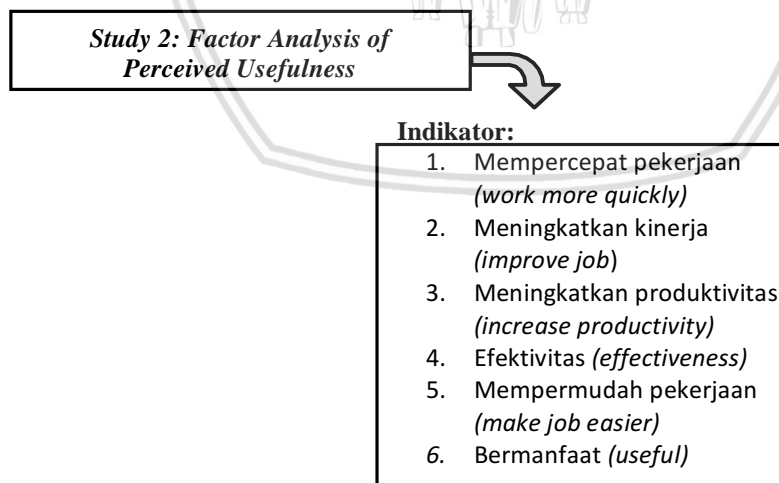 Study 2: Factor Analysis of
Perceived Usefulness
Indikator:
1. Mempercepat pekerjaan
(work more quickly)
2. Meningkatkan kinerja
(improve job)
3. Meningkatkan produktivitas
(increase productivity)
4. Efektivitas (effectiveness)
5. Mempermudah pekerjaan
(make job easier)
6. Bermanfaat (useful)